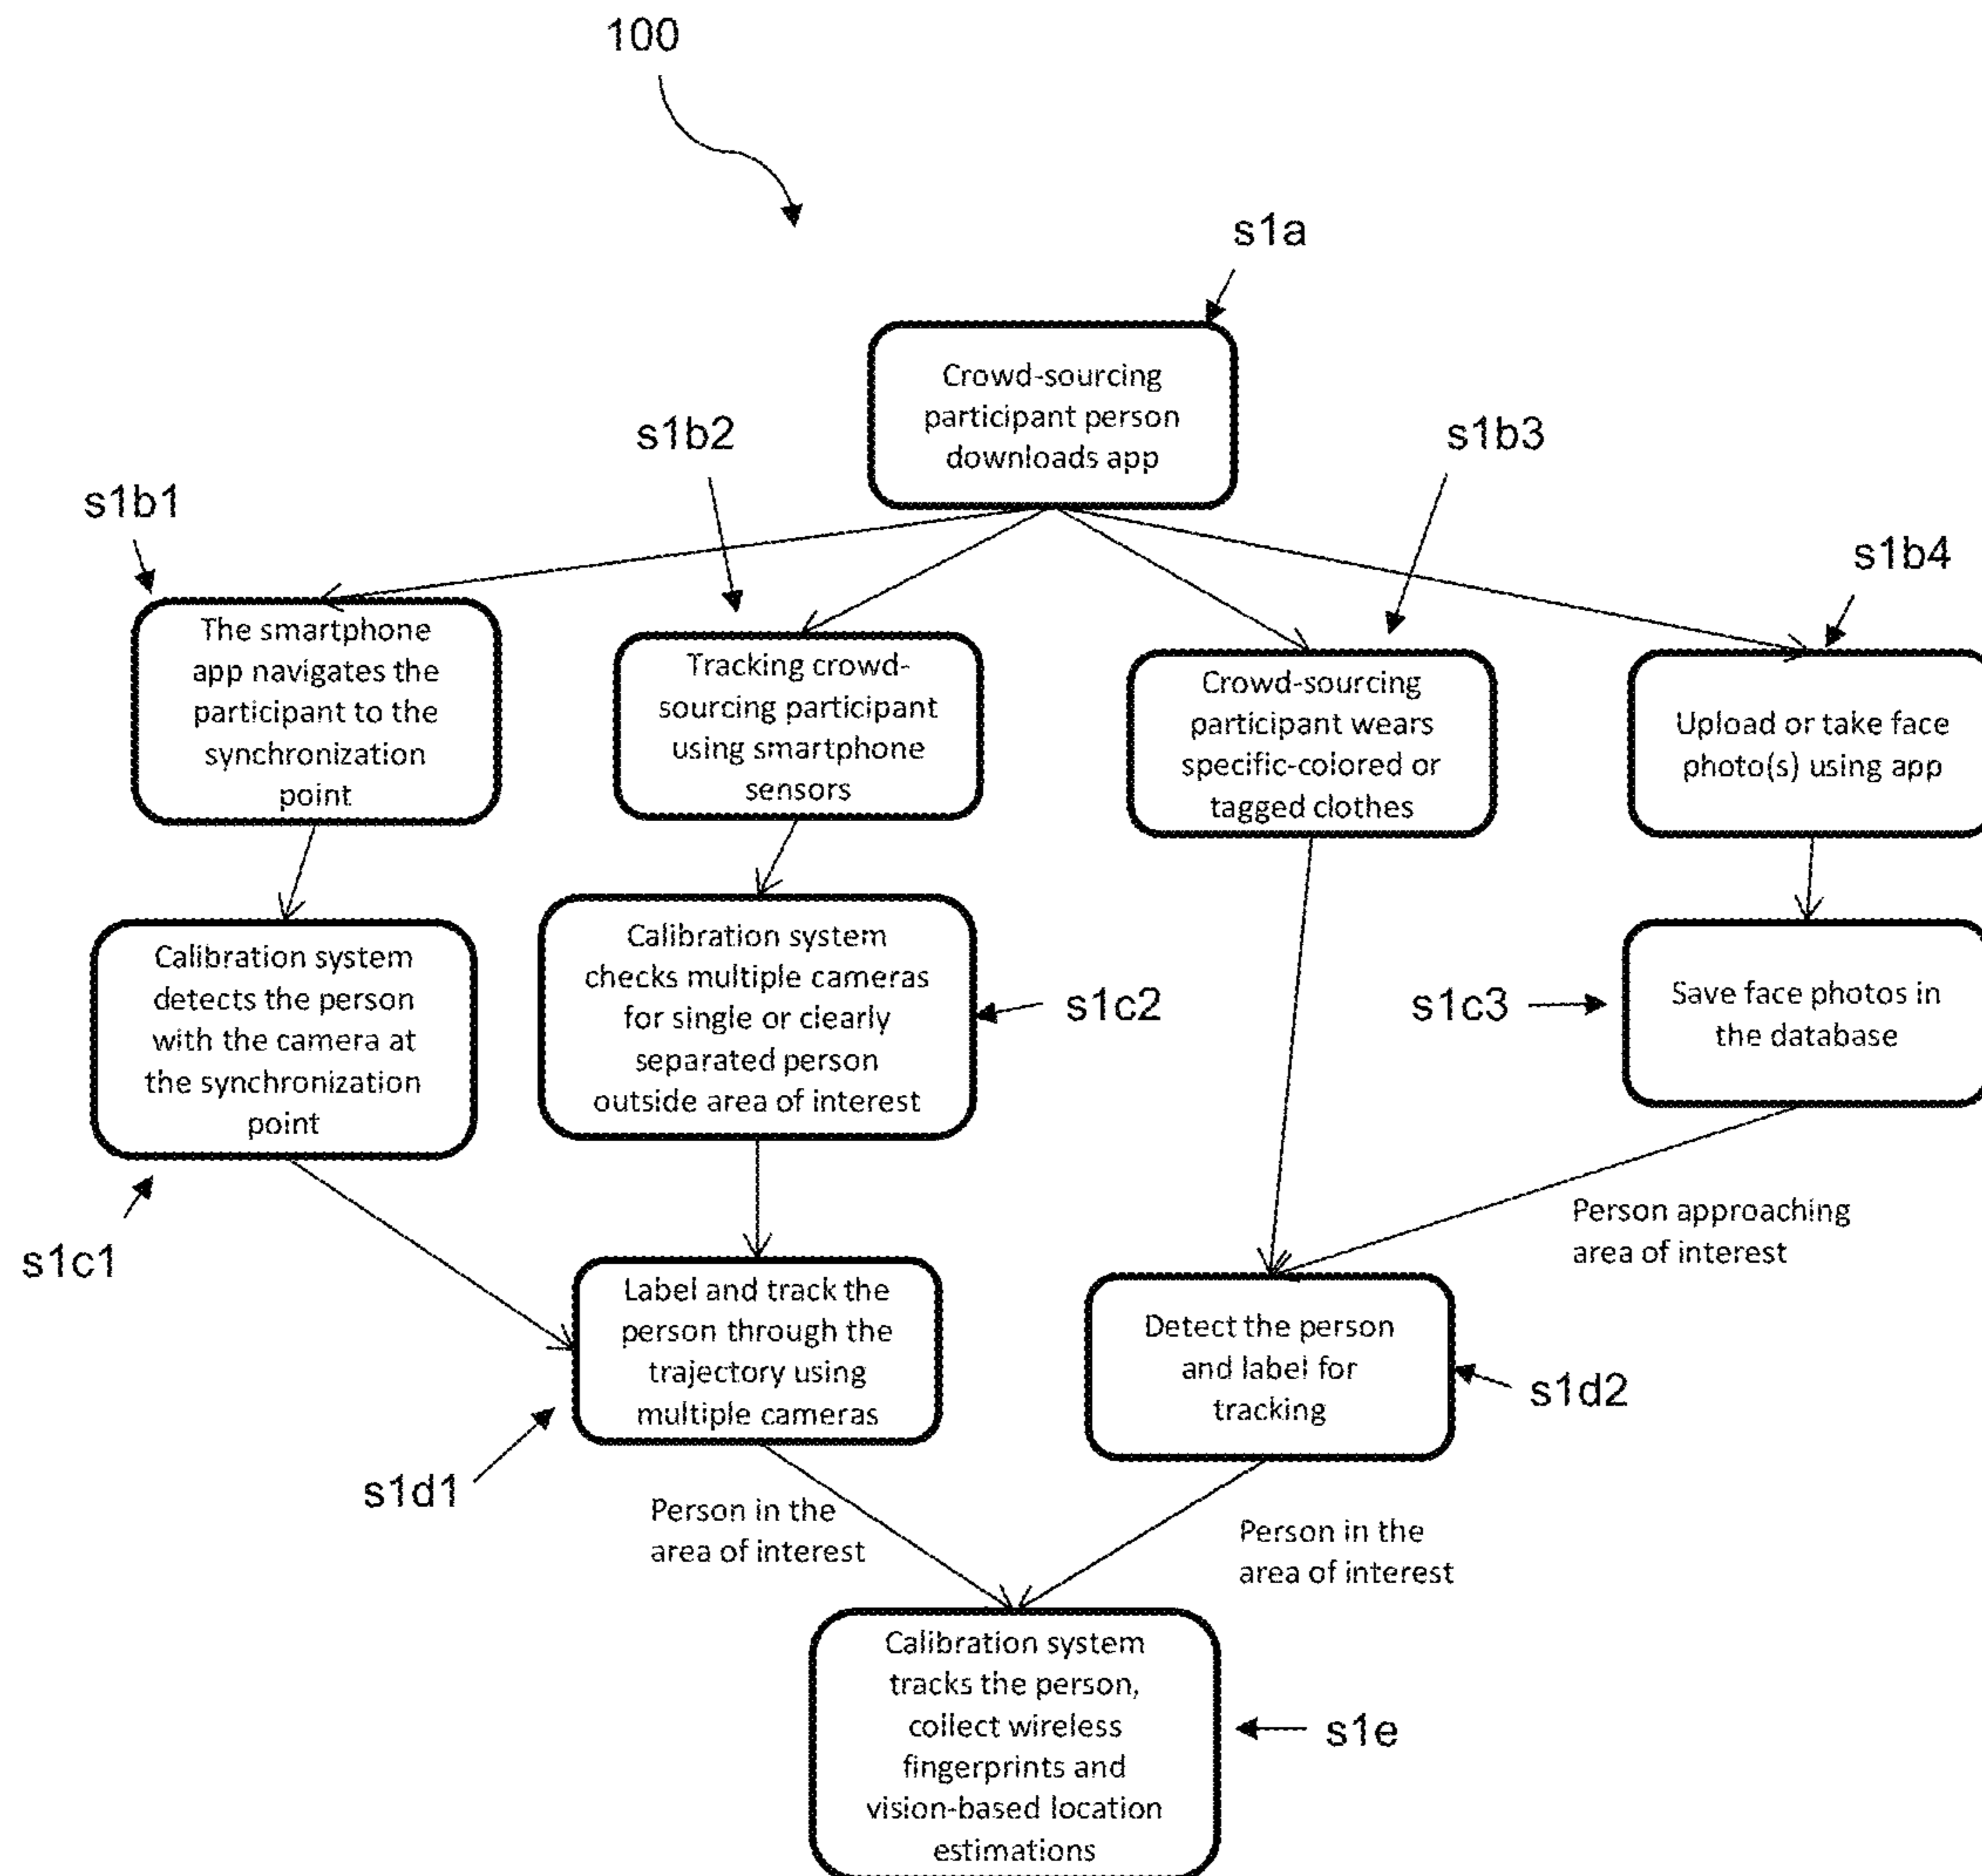 100
s1a
Crowd-sourcing
participant person
downloads app
s1b1
s1b2
s1b3
s1b4
The smartphone
app navigates the
participant to the
synchronization
point
Tracking crowd-
sourcing participant
using smartphone
sensors
Crowd-sourcing
participant wears
specific-colored or
tagged clothes
Upload or take face
photo(s) using app
Calibration system
detects the person
with the camera at
the synchronization
point
s1c1
Calibration system
checks multiple cameras
for single or clearly
separated person
outside area of interest
s1c2
s1c3
Save face photos in
the database
Person approaching
area of interest
Label and track the
person through the
trajectory using
multiple cameras
s1d1
Detect the person
and label for
tracking
s1d2
Person in the
area of interest
Person in the
area of interest
Calibration system
tracks the person,
collect wireless
fingerprints and
vision-based location
estimations
s1e